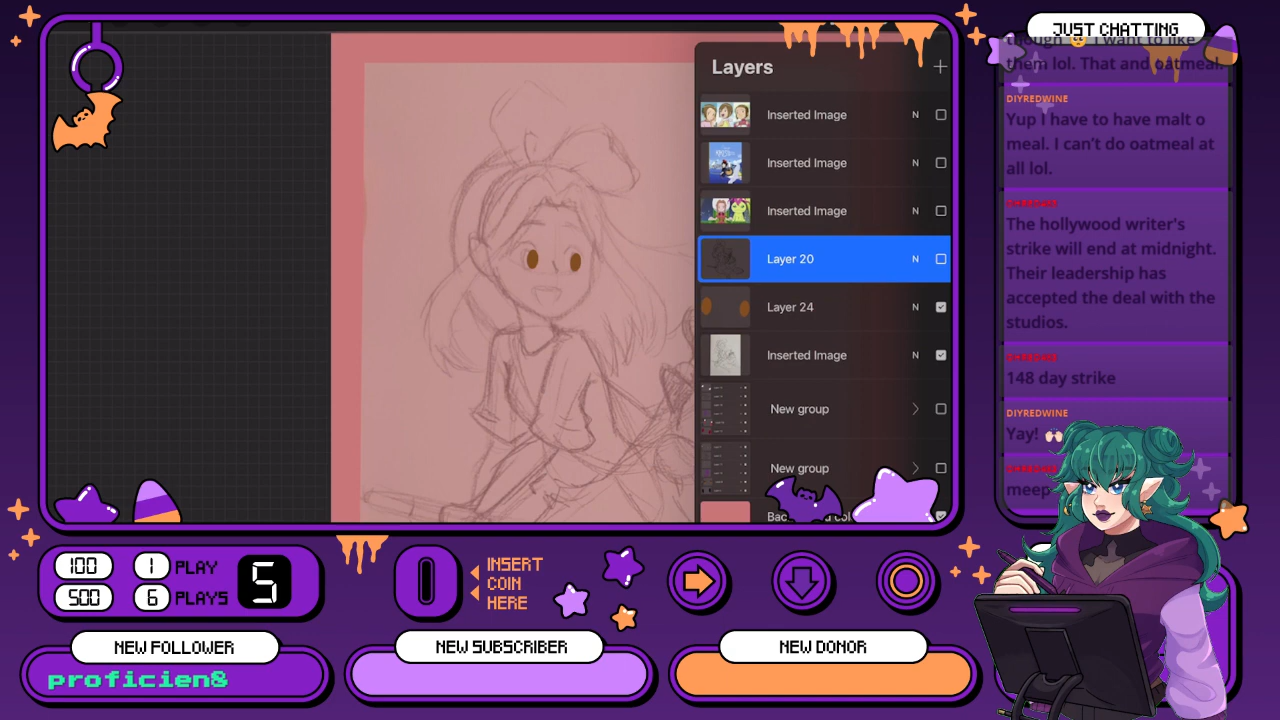 JUST CHATTING
though I want to like
them lol. That and oatmeal.
DIYREDWINE
Yup I have to have malt o
meal. I can't do oatmeal at
all lol.
The hollywood writer's
strike will end at midnight.
Their leadership has
accepted the deal with the
studios.
148 day strike
DIYREDWINE
Yay!
meep
Layers
Inserted Image N
Inserted Image N
Inserted Image N
Layer 20 N
Layer 24 N
Inserted Image N
New group
New group
100 1 PLAY
500 6 PLAYS
5
INSERT
COIN
HERE
NEW FOLLOWER
proficien8
NEW SUBSCRIBER
NEW DONOR